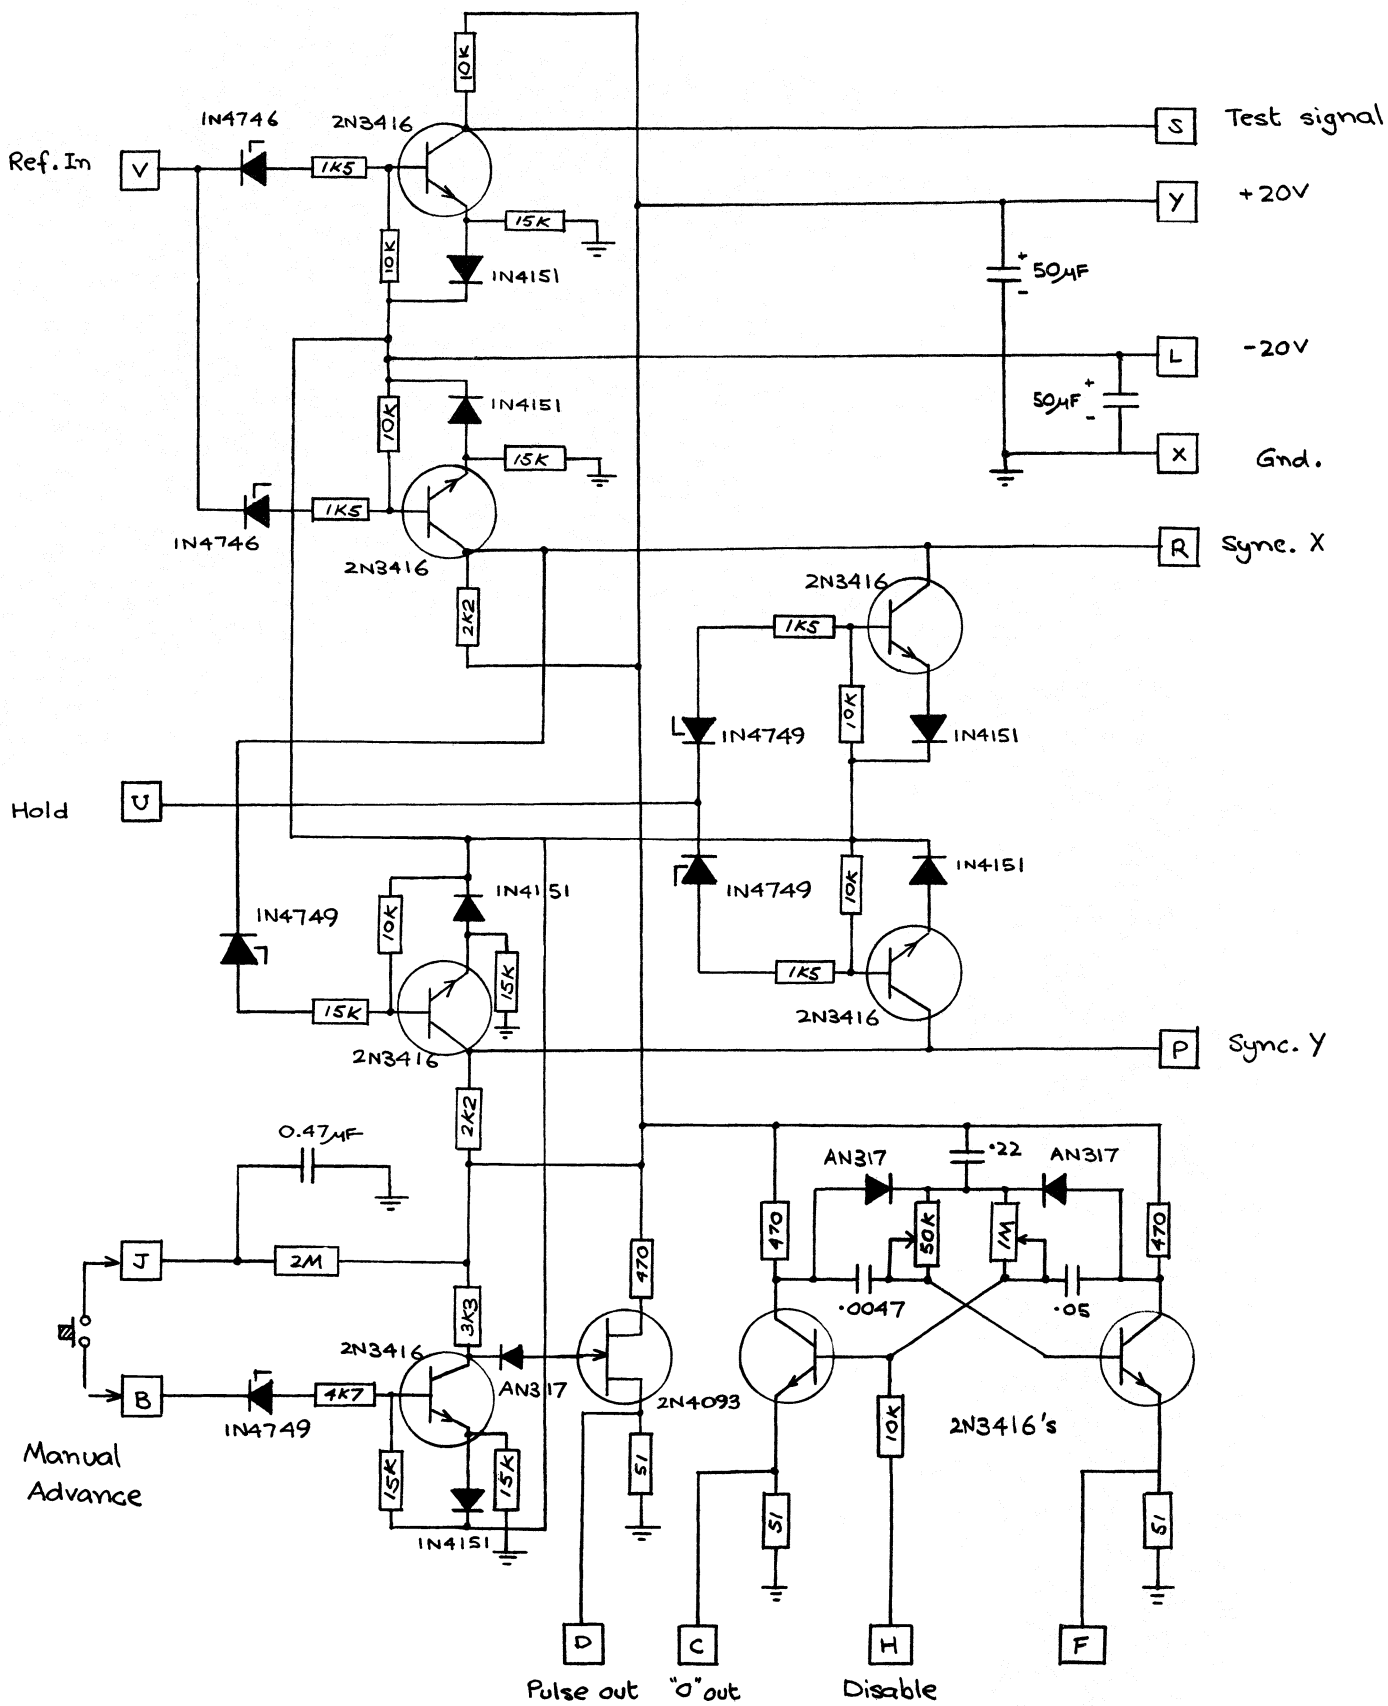 10K
1N4746
2N3416
S
Test signal
Ref.In
V
1K5
Y
+20V
15K
10K
1N4151
+
50µF
-
L
-20V
1N4151
10K
+
50µF
-
15K
X
Gnd.
1K5
1N4746
2N3416
R
Sync. X
2N3416
2K2
1K5
10K
1N4749
1N4151
Hold
U
1N4749
10K
1N4151
1N4151
1N4749
10K
15K
1K5
15K
2N3416
2N3416
P
Sync. Y
2K2
0.47µF
AN317
.22
AN317
470
50K
1M
470
J
2M
470
.0047
.05
3K3
2N3416
B
4K7
AN317
2N4093
1N4749
10K
2N3416's
Manual
Advance
15K
15K
51
51
51
1N4151
D
C
H
F
Pulse out
"0" out
Disable